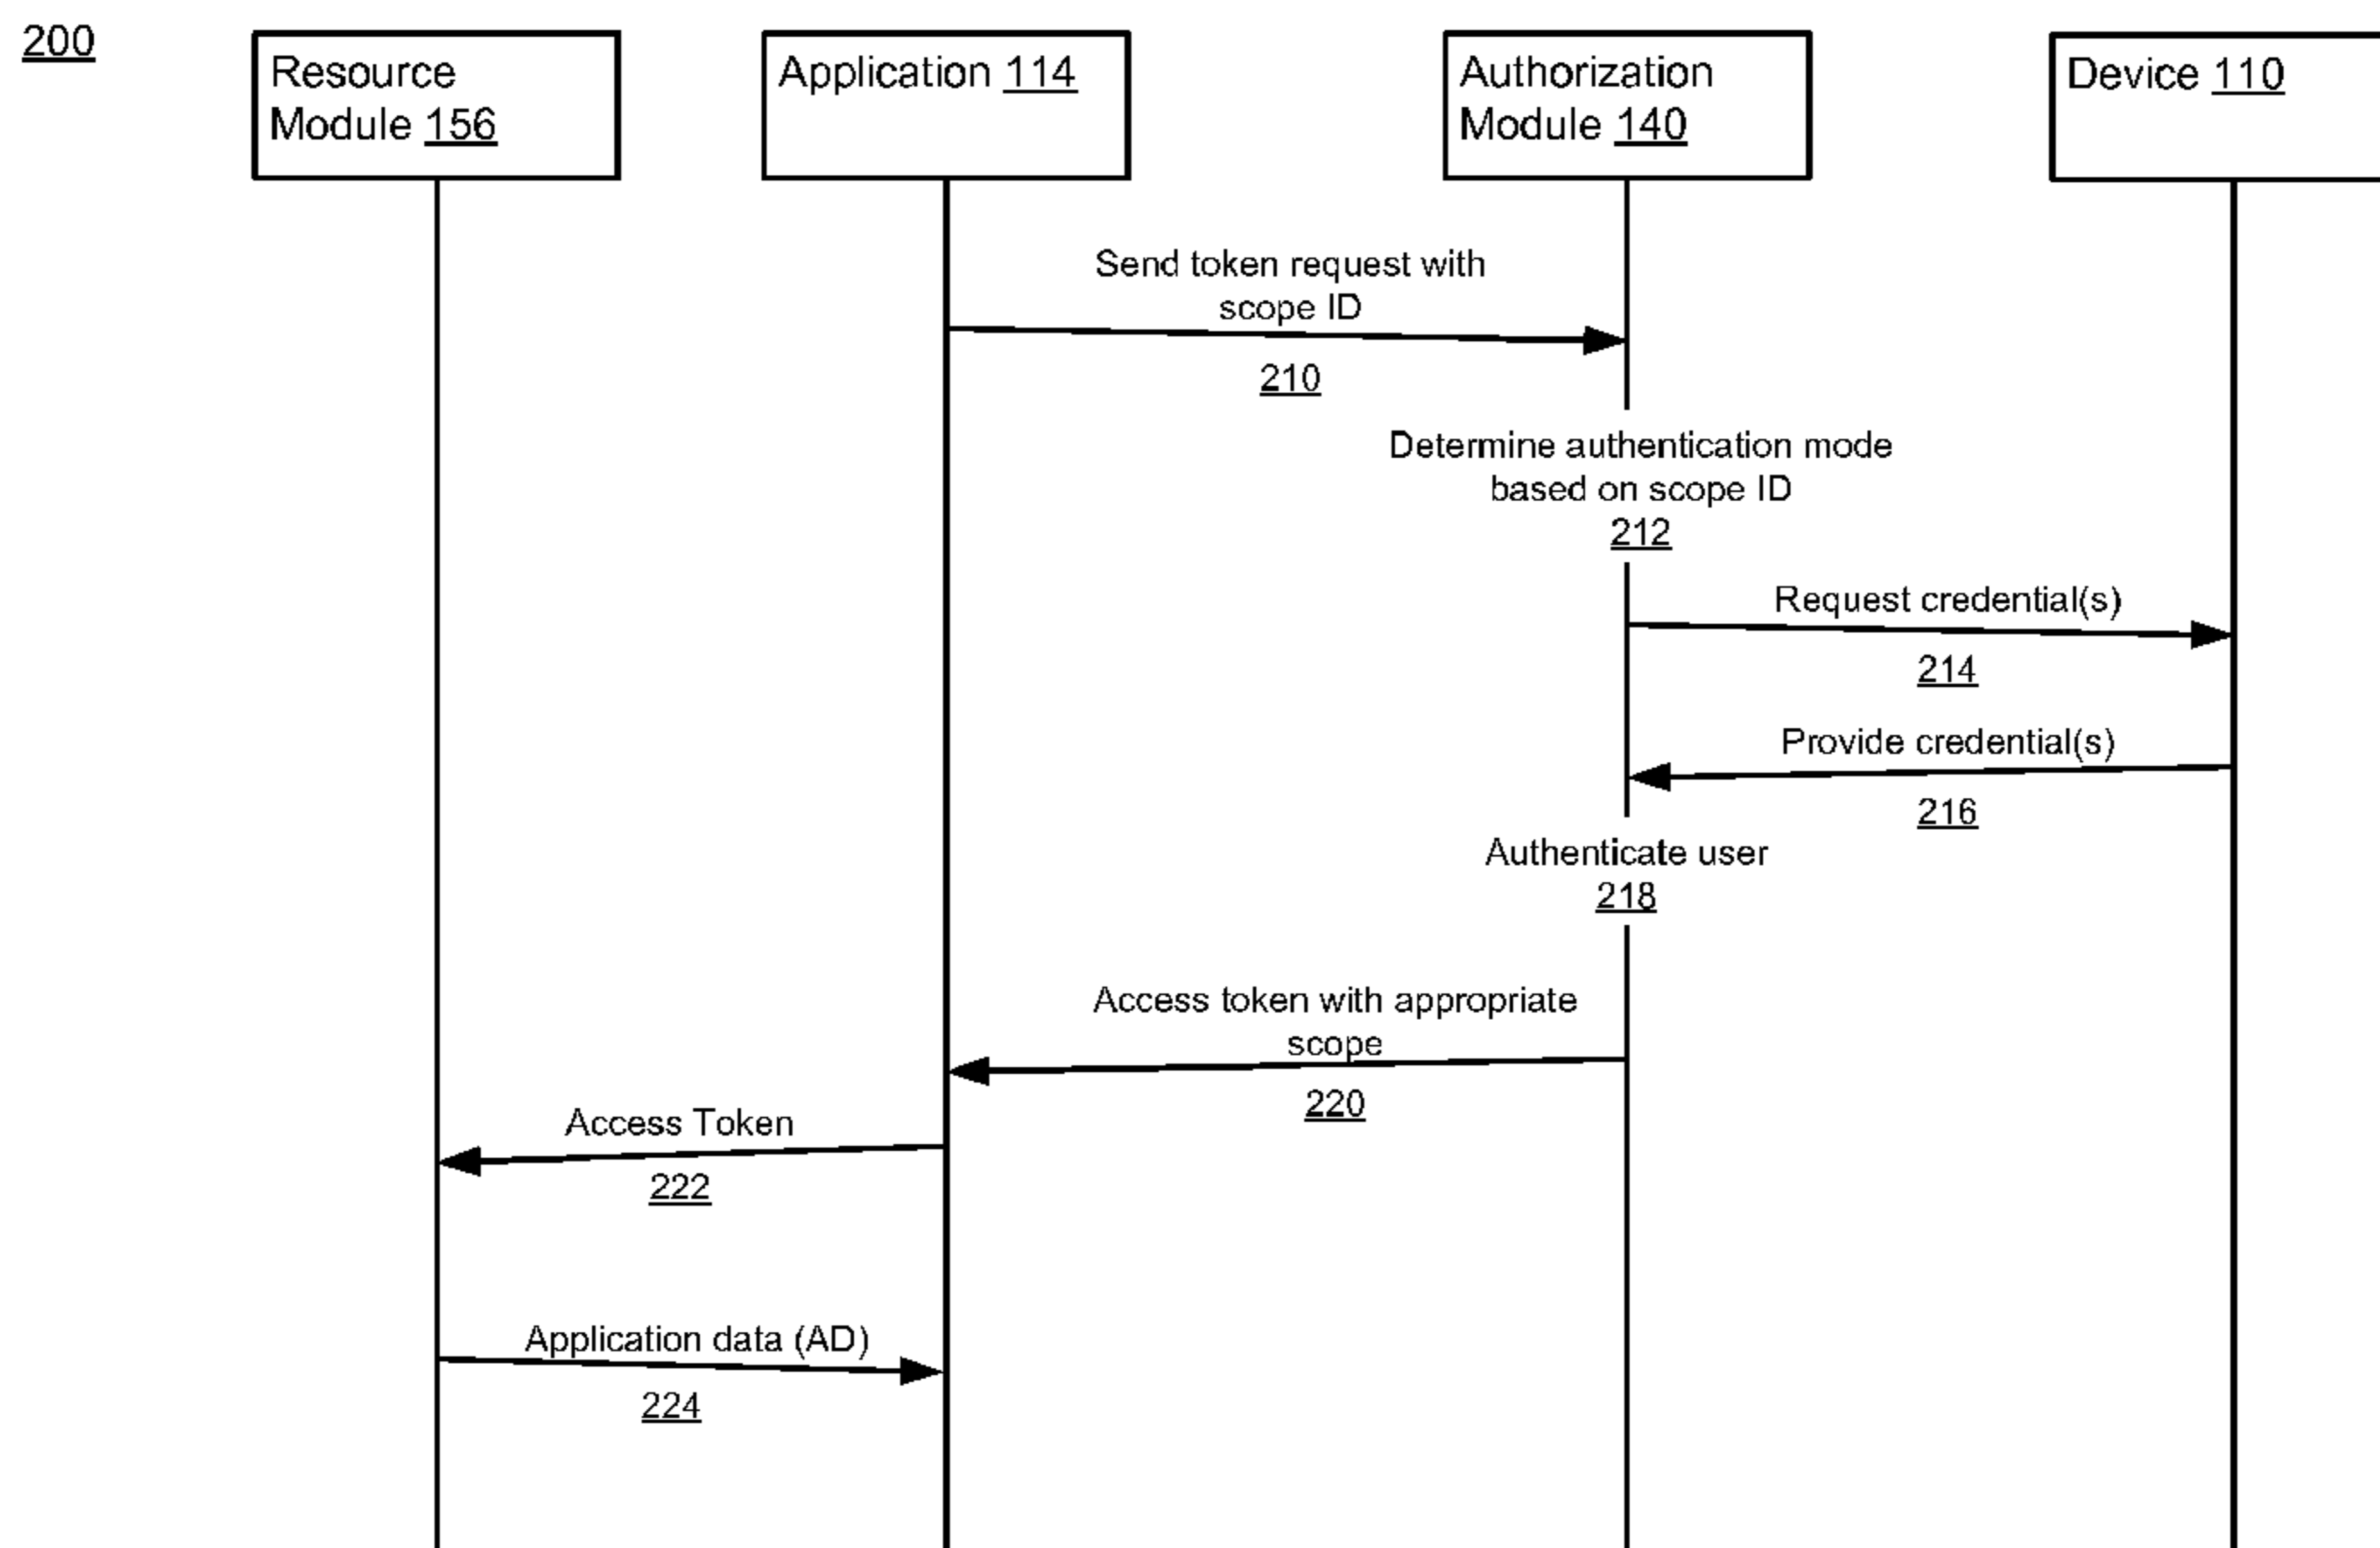 200
Resource
Module 156
Application 114
Authorization
Module 140
Device 110
Send token request with
scope ID
210
Determine authentication mode
based on scope ID
212
Request credential(s)
214
Provide credential(s)
216
Authenticate user
218
Access token with appropriate
scope
220
Access Token
222
Application data (AD)
224